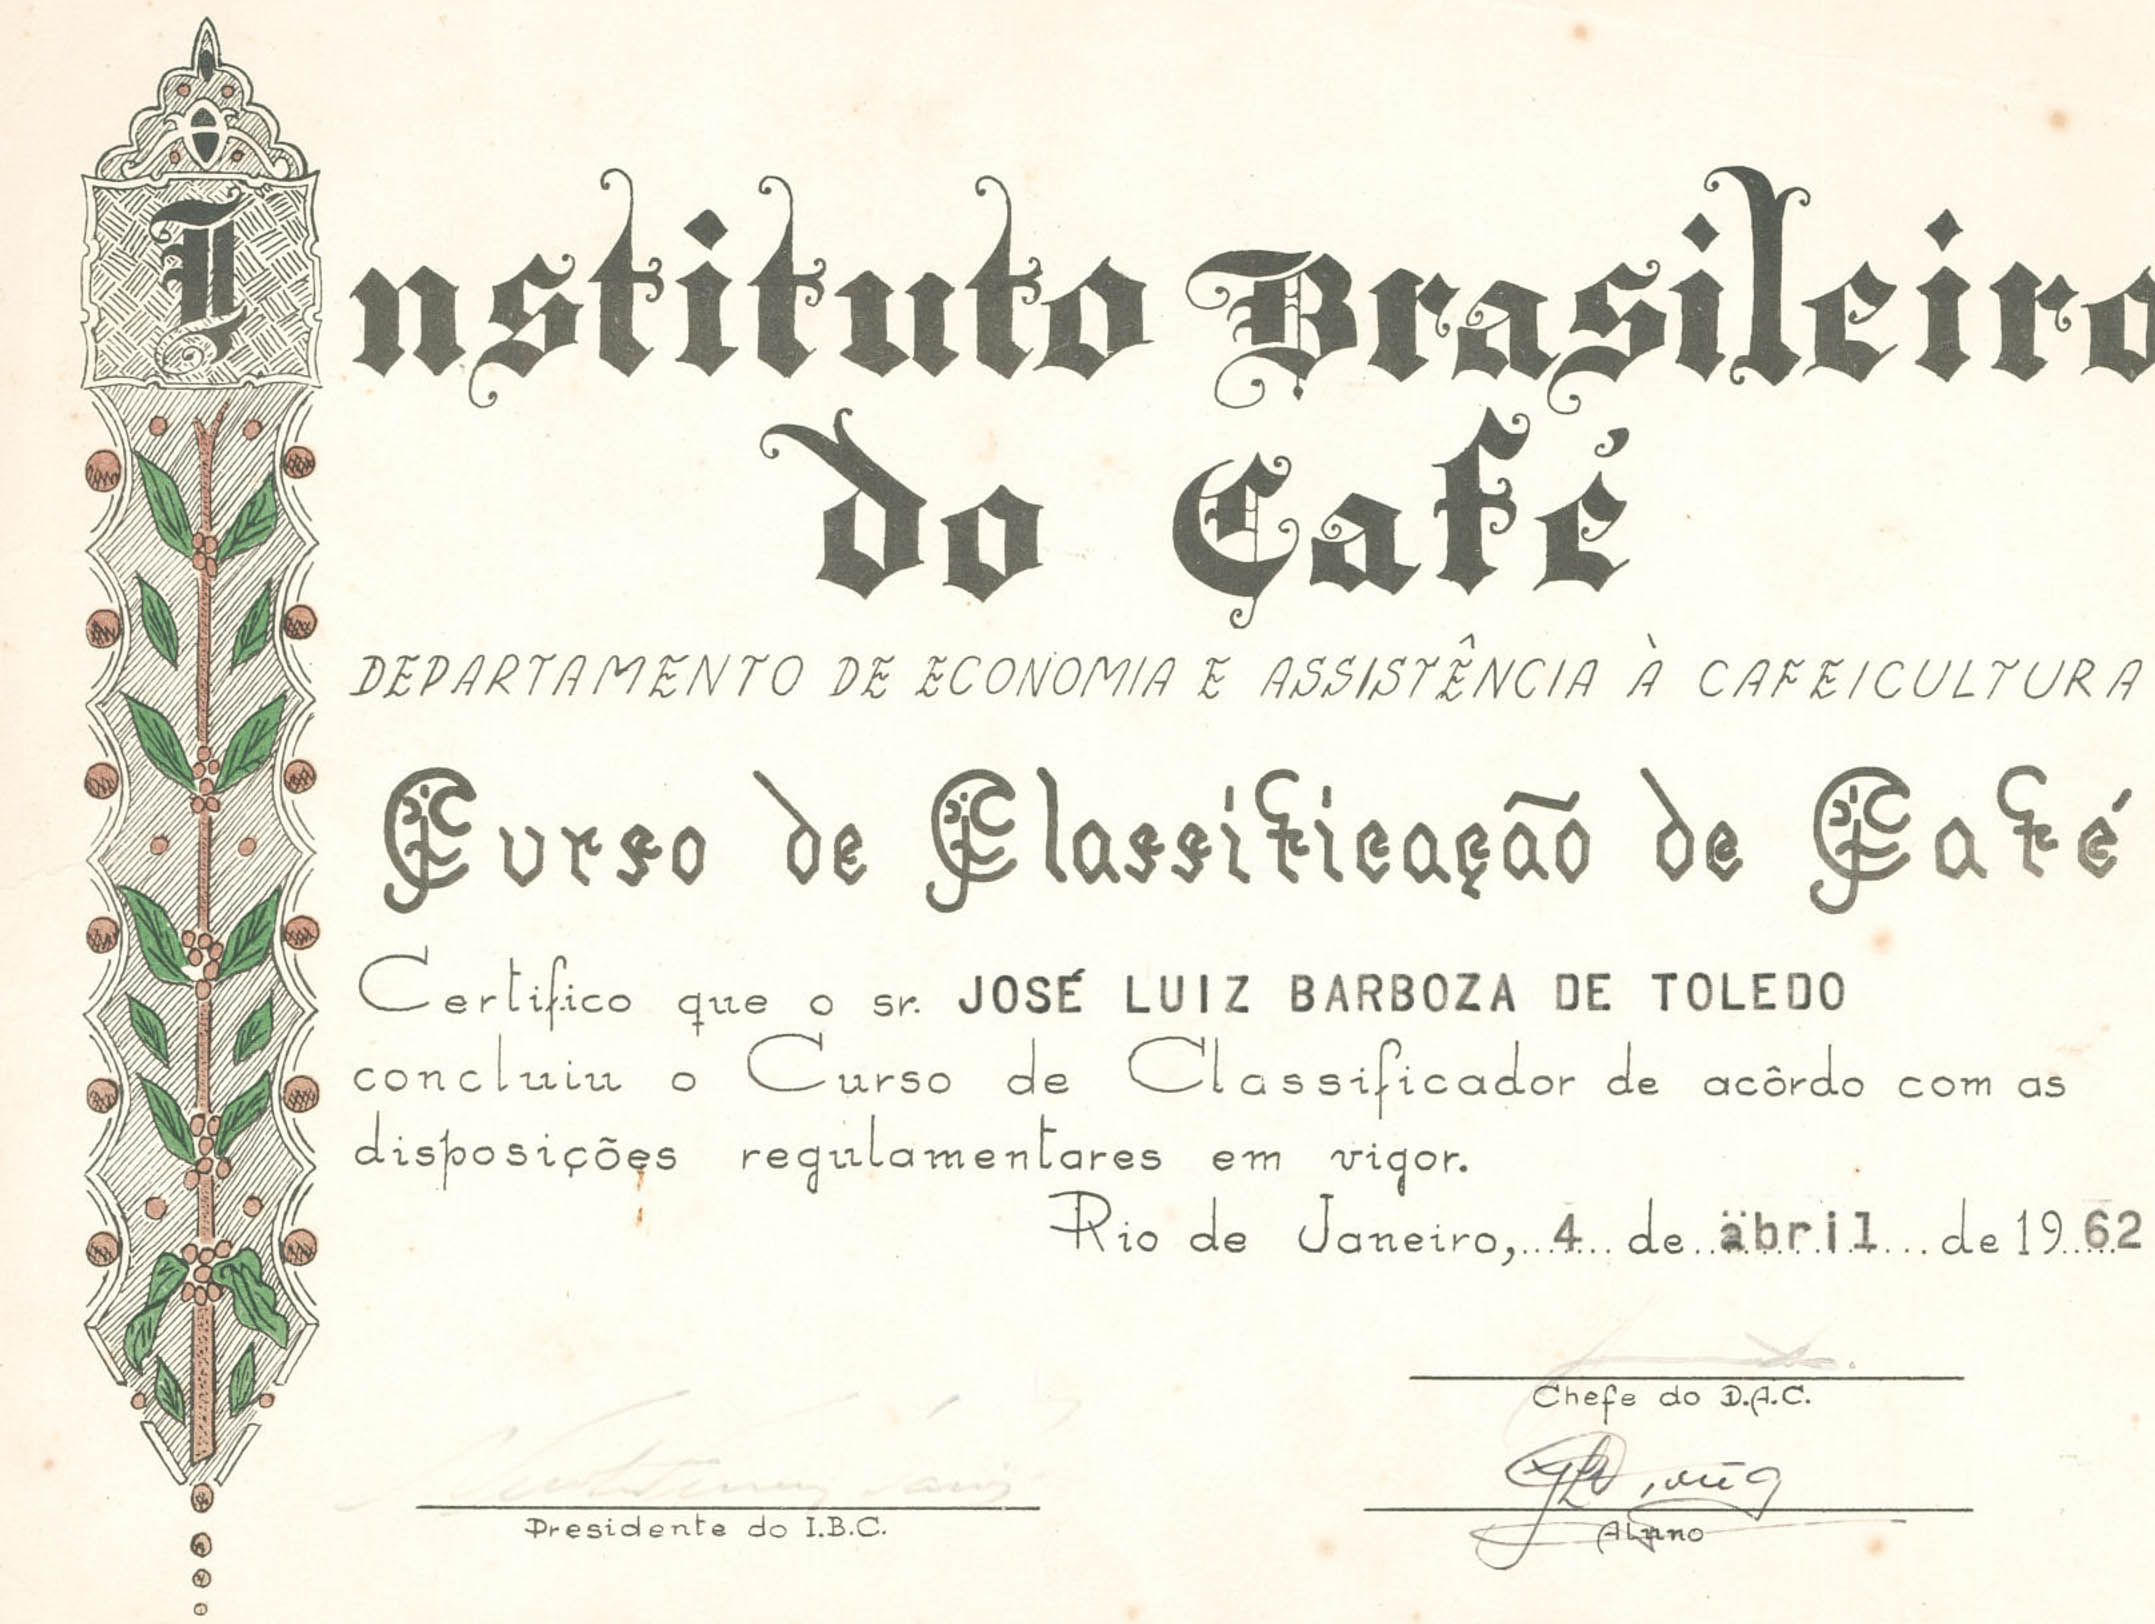 Instituto Brasileiro
do Café
DEPARTAMENTO DE ECONOMIA E ASSISTÊNCIA À CAFEICULTURA
Curso de Classificação de Café
Certifico que o sr. JOSÉ LUIZ BARBOZA DE TOLEDO
concluiu o Curso de Classificador de acôrdo com as
disposições regulamentares em vigor.
Rio de Janeiro, 4 de abril de 1962
Chefe do D.A.C.
Presidente do I.B.C.
Aluno